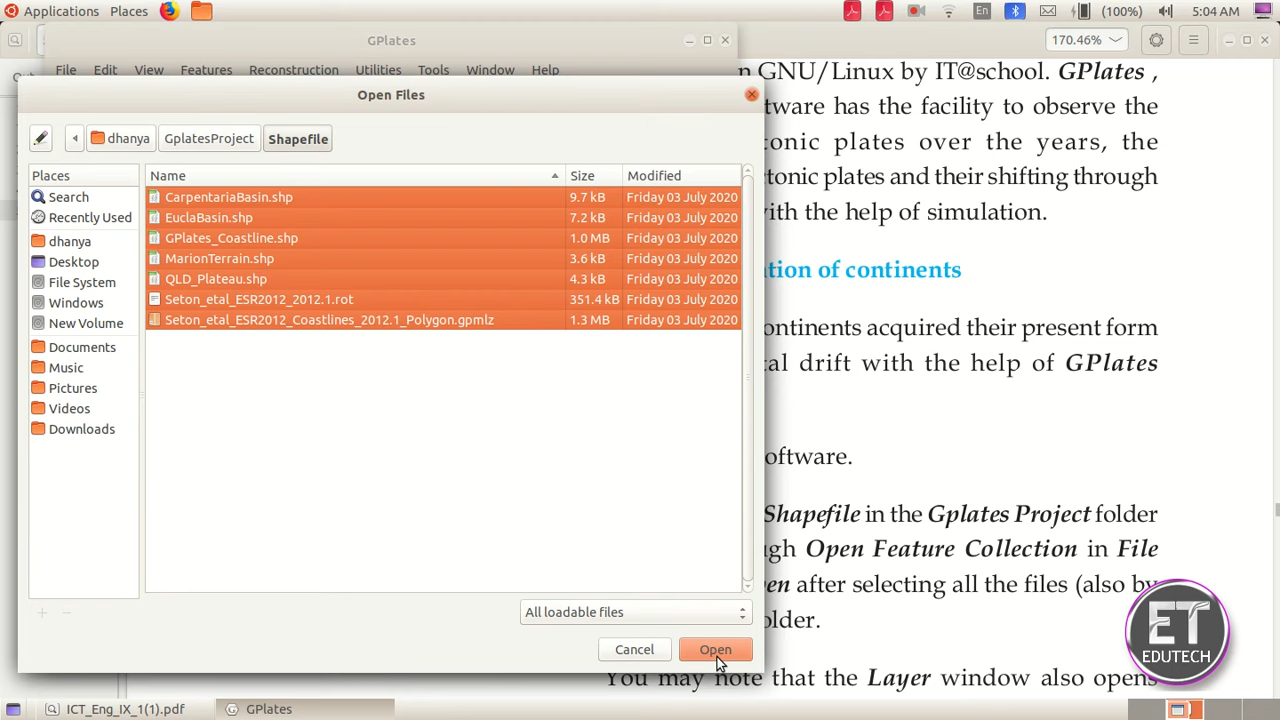 Applications Places En (100%) 5:04 AM
GPlates
170.46%
File Edit View Features Reconstruction Utilities Tools Window Help
Open Files
dhanya GplatesProject Shapefile
Places
Search
Recently Used
dhanya
Desktop
File System
Windows
New Volume
Documents
Music
Pictures
Videos
Downloads
Name Size Modified
CarpentariaBasin.shp 9.7 kB Friday 03 July 2020
EuclaBasin.shp 7.2 kB Friday 03 July 2020
GPlates_Coastline.shp 1.0 MB Friday 03 July 2020
MarionTerrain.shp 3.6 kB Friday 03 July 2020
QLD_Plateau.shp 4.3 kB Friday 03 July 2020
Seton_etal_ESR2012_2012.1.rot 351.4 kB Friday 03 July 2020
Seton_etal_ESR2012_Coastlines_2012.1_Polygon.gpmlz 1.3 MB Friday 03 July 2020
All loadable files
Cancel Open
n GNU/Linux by IT@school. GPlates ,
tware has the facility to observe the
tonic plates over the years, the
tonic plates and their shifting through
with the help of simulation.
tion of continents
ontinents acquired their present form
tal drift with the help of GPlates
oftware.
Shapefile in the Gplates Project folder
ugh Open Feature Collection in File
en after selecting all the files (also by
older.
You may note that the Layer window also opens
ET
EDUTECH
ICT_Eng_IX_1(1).pdf GPlates